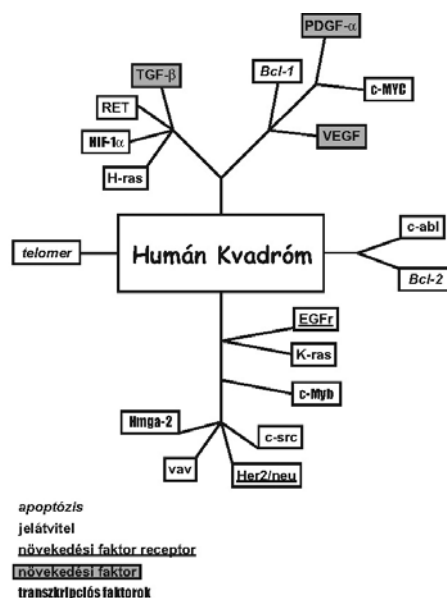 PDGF-α
TGF-β
Bcl-1
c-MYC
RET
VEGF
HIF-1α
H-ras
c-abl
telomer
Humán Kvadróm
Bcl-2
EGFr
K-ras
c-Myb
Hmga-2
c-src
vav
Her2/neu
apoptózis
jelátvitel
növekedési faktor receptor
növekedési faktor
transzkripciós faktorok